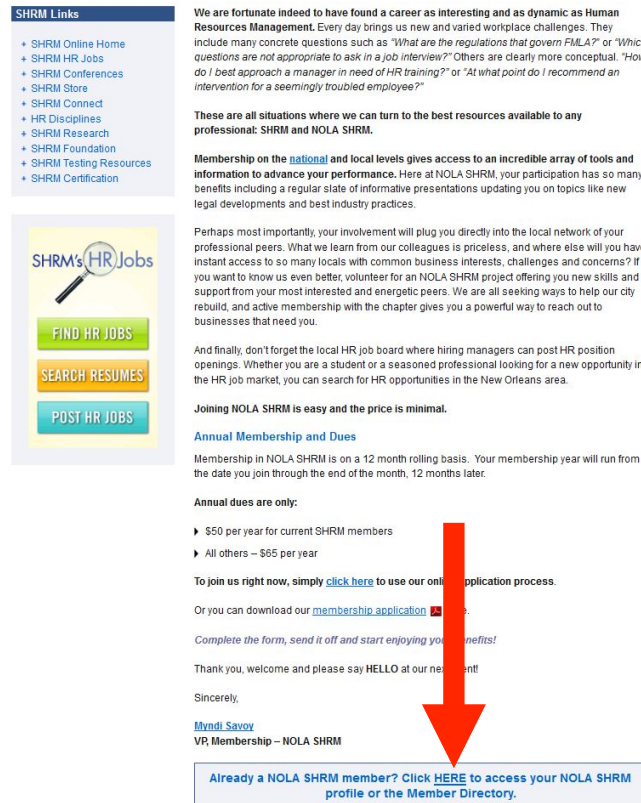 SHRM Links
+ SHRM Online Home
+ SHRM HR Jobs
+ SHRM Conferences
+ SHRM Store
+ SHRM Connect
+ HR Disciplines
+ SHRM Research
+ SHRM Foundation
+ SHRM Testing Resources
+ SHRM Certification
SHRM's HR Jobs
FIND HR JOBS
SEARCH RESUMES
POST HR JOBS
We are fortunate indeed to have found a career as interesting and as dynamic as Human
Resources Management. Every day brings us new and varied workplace challenges. They
include many concrete questions such as "What are the regulations that govern FMLA?" or
questions are not appropriate to ask in a job interview?" Others are clearly more conceptual.
do I best approach a manager in need of HR training?" or "At what point do I recommend an
intervention for a seemingly troubled employee?"
These are all situations where we can turn to the best resources available to any
professional: SHRM and NOLA SHRM.
Membership on the national and local levels gives access to an incredible array of tools and
information to advance your performance. Here at NOLA SHRM, your participation has so many
benefits including a regular slate of informative presentations updating you on topics like new
legal developments and best industry practices.
Perhaps most importantly, your involvement will plug you directly into the local network of your
professional peers. What we learn from our colleagues is priceless, and where else will you have
instant access to so many locals with common business interests, challenges and concerns? If
you want to know us even better, volunteer for an NOLA SHRM project offering you new skills and
support from your most interested and energetic peers. We are all seeking ways to help our city
rebuild, and active membership with the chapter gives you a powerful way to reach out to
businesses that need you.
And finally, don't forget the local HR job board where hiring managers can post HR position
openings. Whether you are a student or a seasoned professional looking for a new opportunity in
the HR job market, you can search for HR opportunities in the New Orleans area.
Joining NOLA SHRM is easy and the price is minimal.
Annual Membership and Dues
Membership in NOLA SHRM is on a 12 month rolling basis. Your membership year will run from
the date you join through the end of the month, 12 months later.
Annual dues are only:
$50 per year for current SHRM members
All others – $65 per year
To join us right now, simply click here to use our application process.
Or you can download our membership application
Complete the form, send it off and start enjoying
Thank you, welcome and please say HELLO at our
Sincerely,
Myndi Savoy
VP, Membership – NOLA SHRM
Already a NOLA SHRM member? Click HERE to access your NOLA SHRM
profile or the Member Directory.